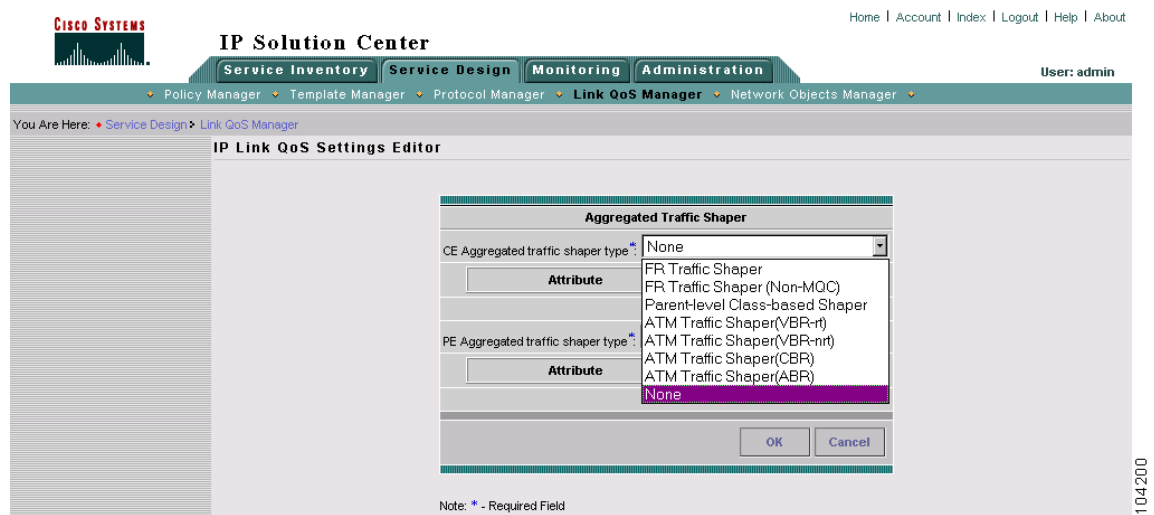 Home | Account | Index | Logout | Help | About
CISCO SYSTEMS
IP Solution Center
Service Inventory Service Design Monitoring Administration
User: admin
Policy Manager Template Manager Protocol Manager Link QoS Manager Network Objects Manager
You Are Here: Service Design Link QoS Manager
IP Link QoS Settings Editor
Aggregated Traffic Shaper
CE Aggregated traffic shaper type*: None
FR Traffic Shaper
Attribute
FR Traffic Shaper (Non-MQC)
Parent-level Class-based Shaper
ATM Traffic Shaper(VBR-rt)
PE Aggregated traffic shaper type*:
ATM Traffic Shaper(VBR-nrt)
ATM Traffic Shaper(CBR)
Attribute
ATM Traffic Shaper(ABR)
None
OK Cancel
Note: * - Required Field
104200